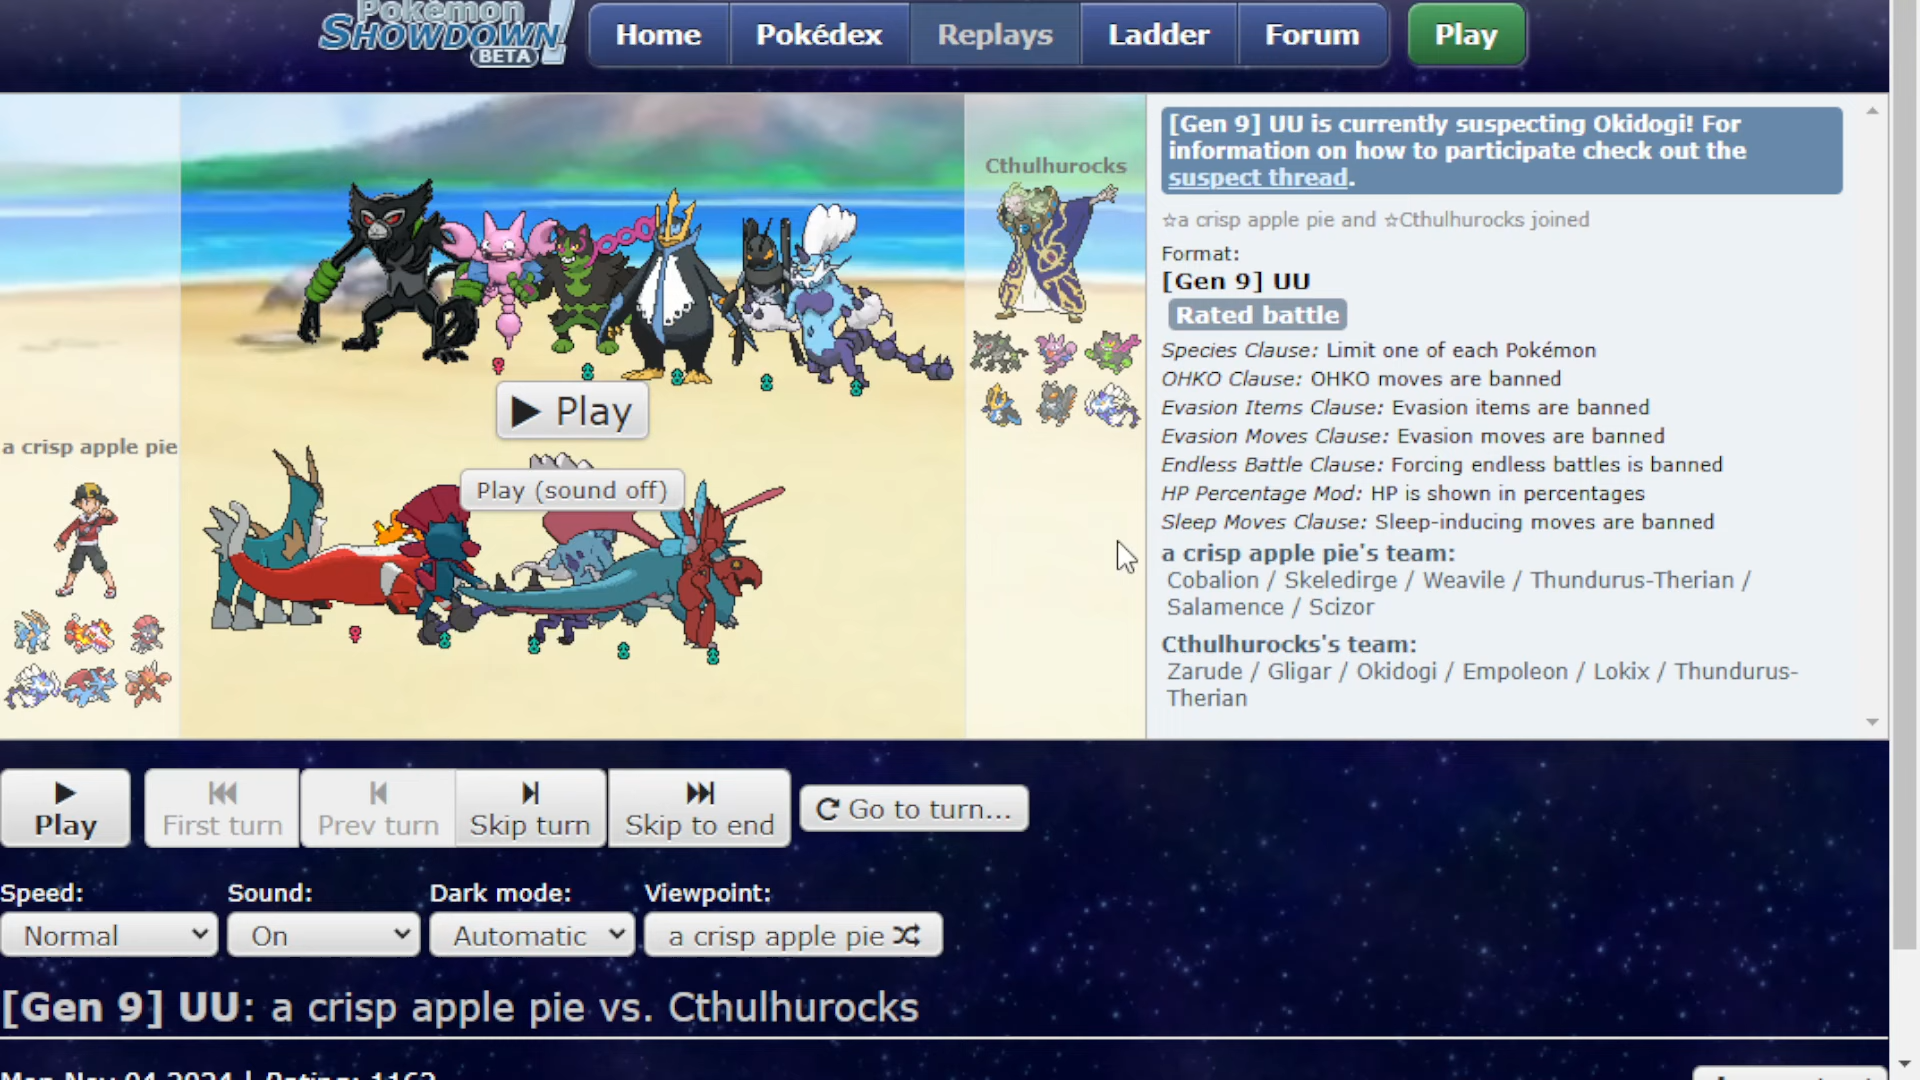 Pokémon
SHOWDOWN!
BETA
Home
Pokédex
Replays
Ladder
Forum
Play
Cthulhurocks
a crisp apple pie
Play
Play (sound off)
[Gen 9] UU is currently suspecting Okidogi! For
information on how to participate check out the
suspect thread.
☆a crisp apple pie and ☆Cthulhurocks joined
Format:
[Gen 9] UU
Rated battle
Species Clause: Limit one of each Pokémon
OHKO Clause: OHKO moves are banned
Evasion Items Clause: Evasion items are banned
Evasion Moves Clause: Evasion moves are banned
Endless Battle Clause: Forcing endless battles is banned
HP Percentage Mod: HP is shown in percentages
Sleep Moves Clause: Sleep-inducing moves are banned
a crisp apple pie's team:
Cobalion / Skeledirge / Weavile / Thundurus-Therian /
Salamence / Scizor
Cthulhurocks's team:
Zarude / Gligar / Okidogi / Empoleon / Lokix / Thundurus-
Therian
Play
First turn
Prev turn
Skip turn
Skip to end
Go to turn...
Speed:
Sound:
Dark mode:
Viewpoint:
Normal
On
Automatic
a crisp apple pie
[Gen 9] UU: a crisp apple pie vs. Cthulhurocks
Mon Nov 04 2024 | Rating: 1162